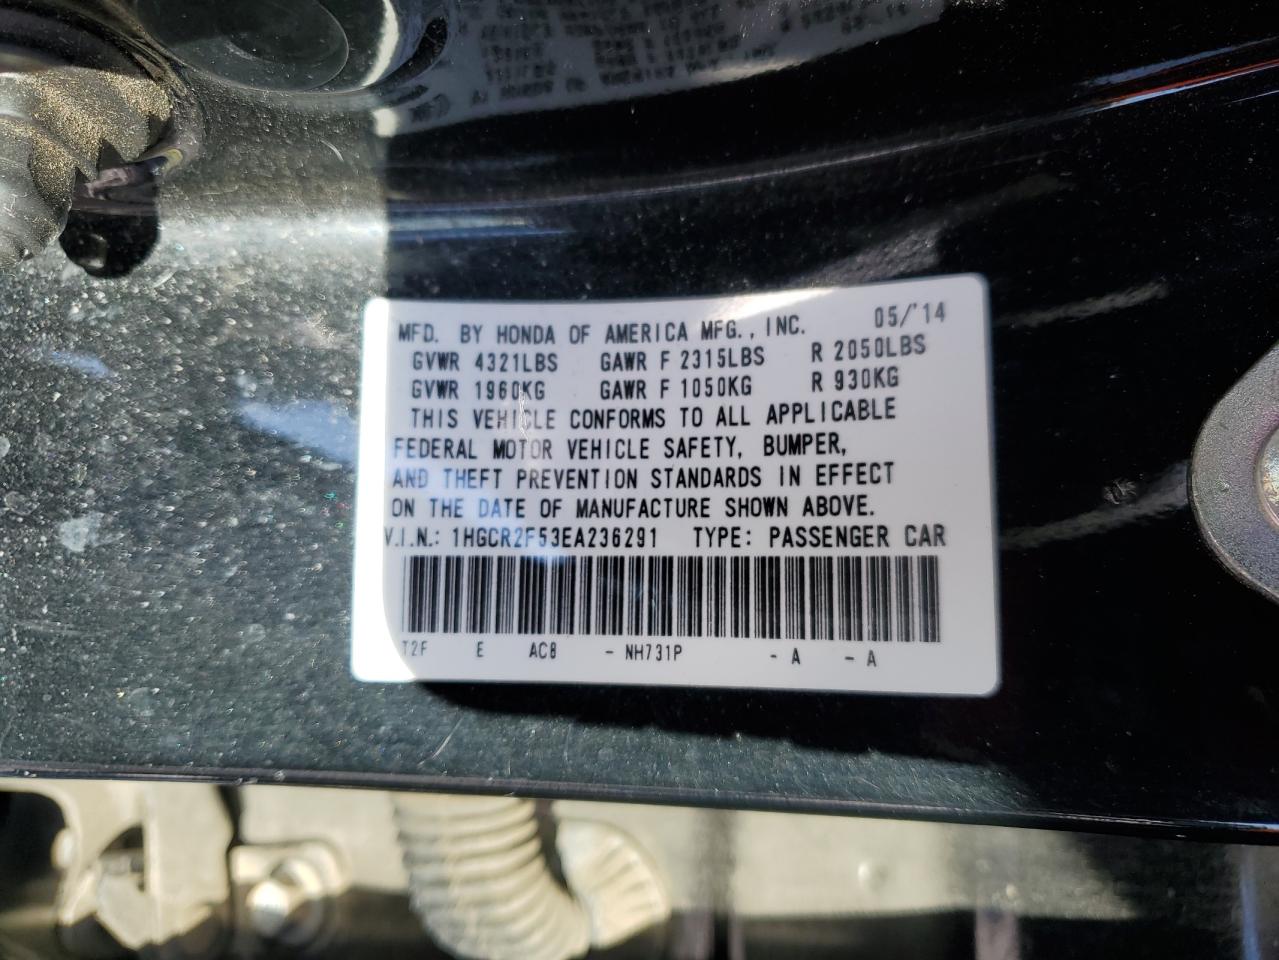 MFD. BY HONDA OF AMERICA MFG., INC. 05/'14
GVWR 4321LBS GAWR F 2315LBS R 2050LBS
GVWR 1960KG GAWR F 1050KG R 930KG
THIS VEHICLE CONFORMS TO ALL APPLICABLE
FEDERAL MOTOR VEHICLE SAFETY, BUMPER,
AND THEFT PREVENTION STANDARDS IN EFFECT
ON THE DATE OF MANUFACTURE SHOWN ABOVE.
V.I.N.: 1HGCR2F53EA236291 TYPE: PASSENGER CAR
T2F E AC8 - NH731P - A - A